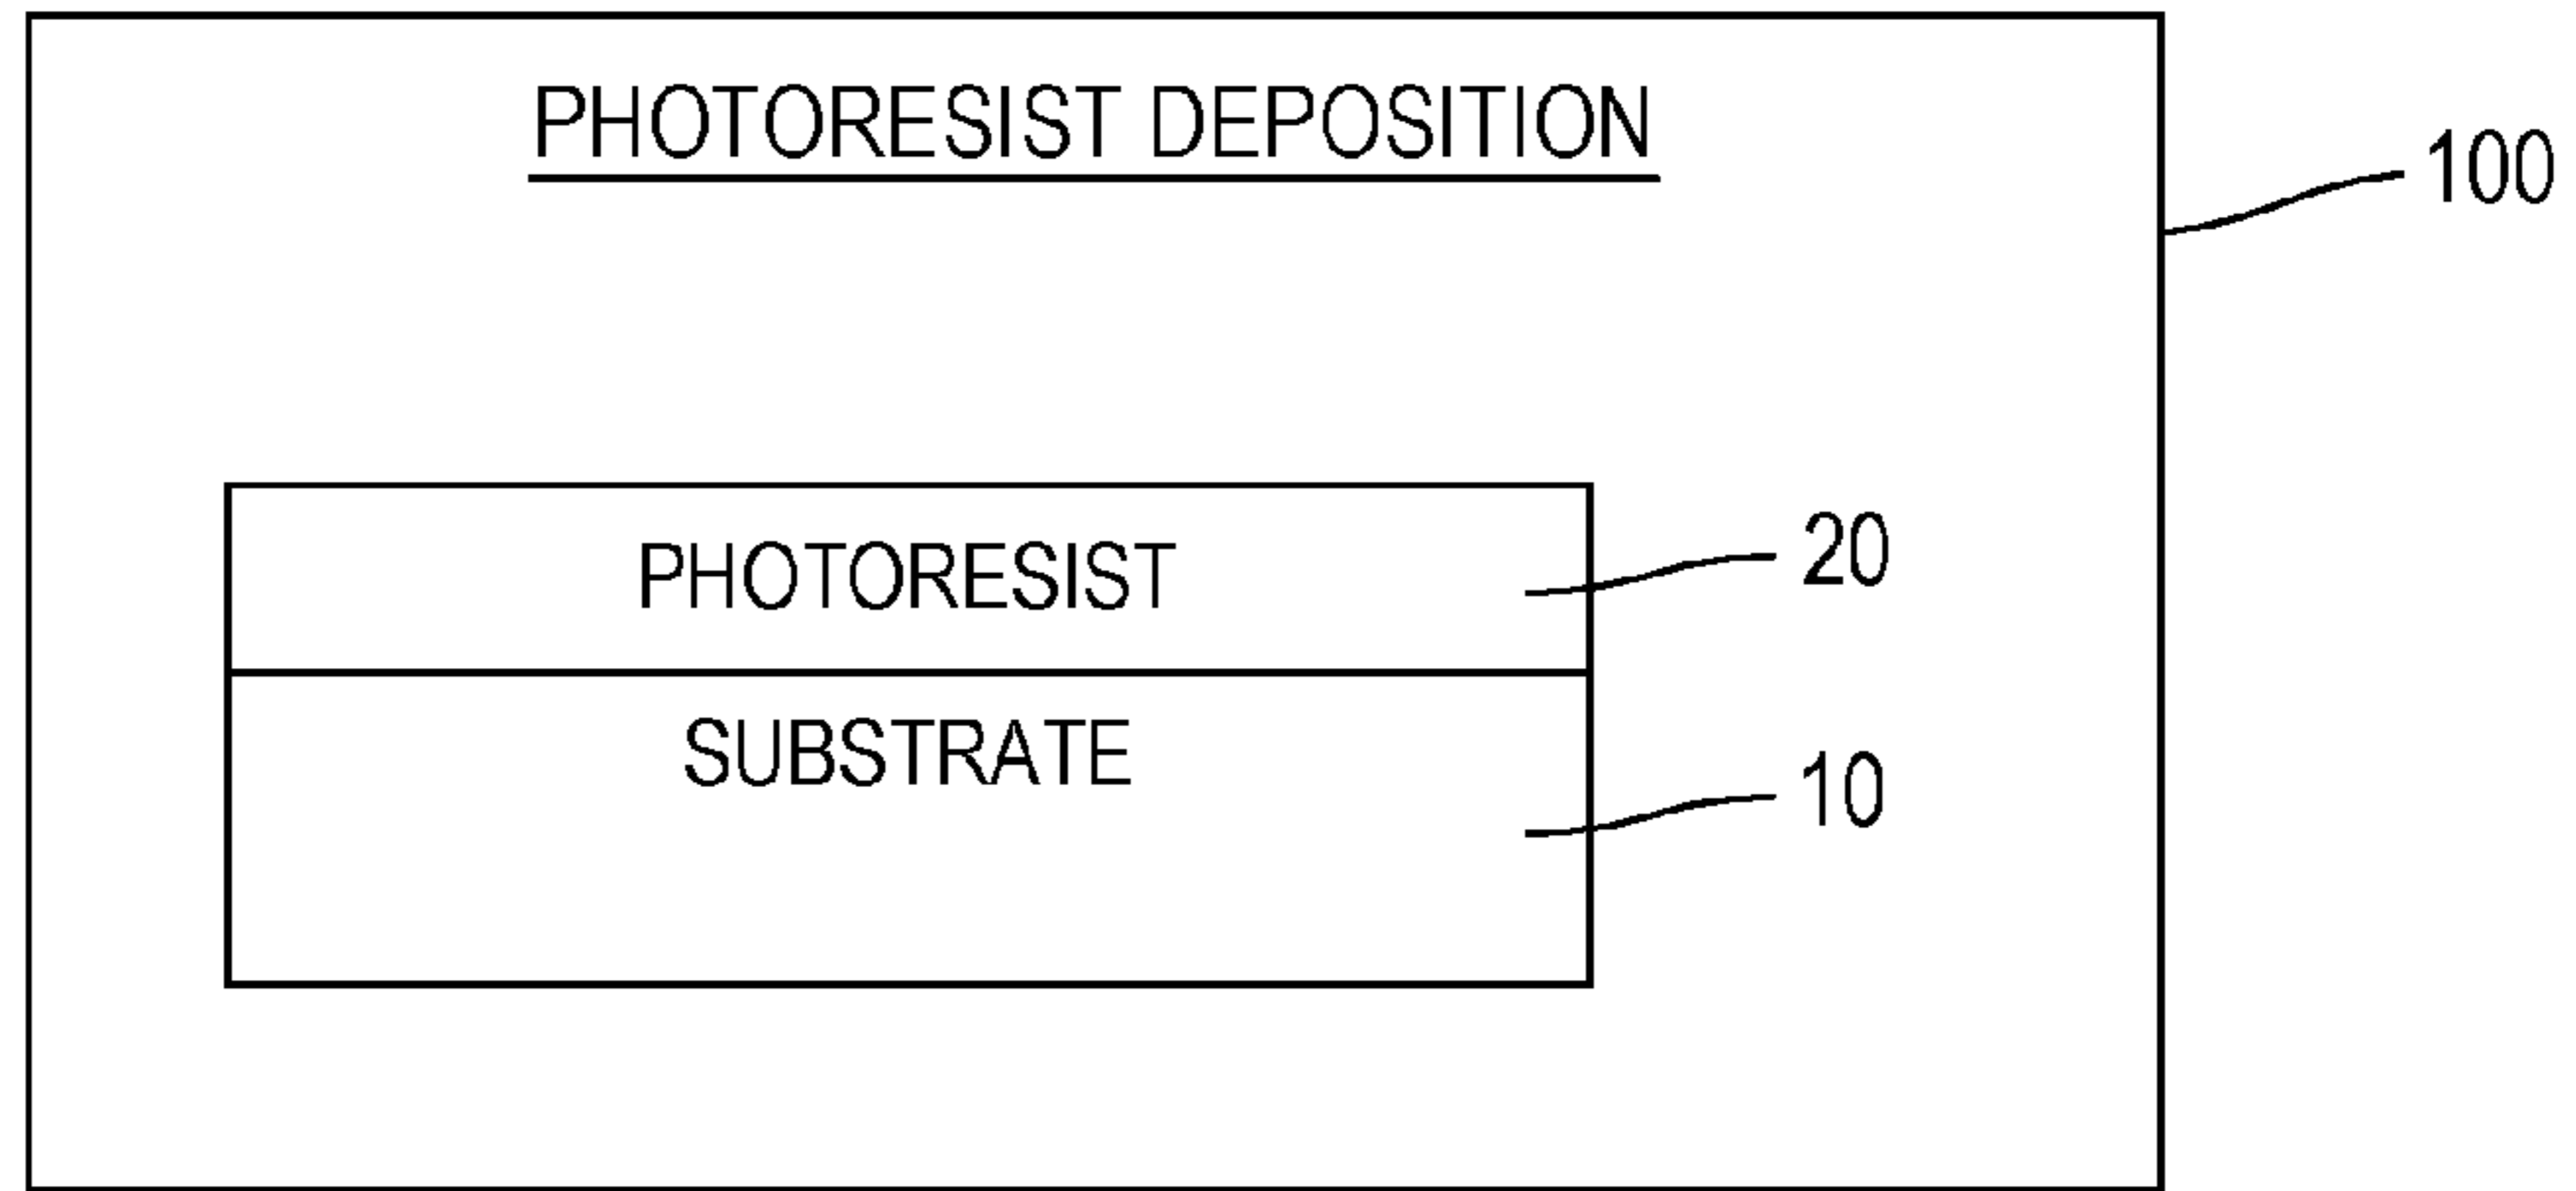 PHOTORESIST DEPOSITION
100
PHOTORESIST
20
SUBSTRATE
10